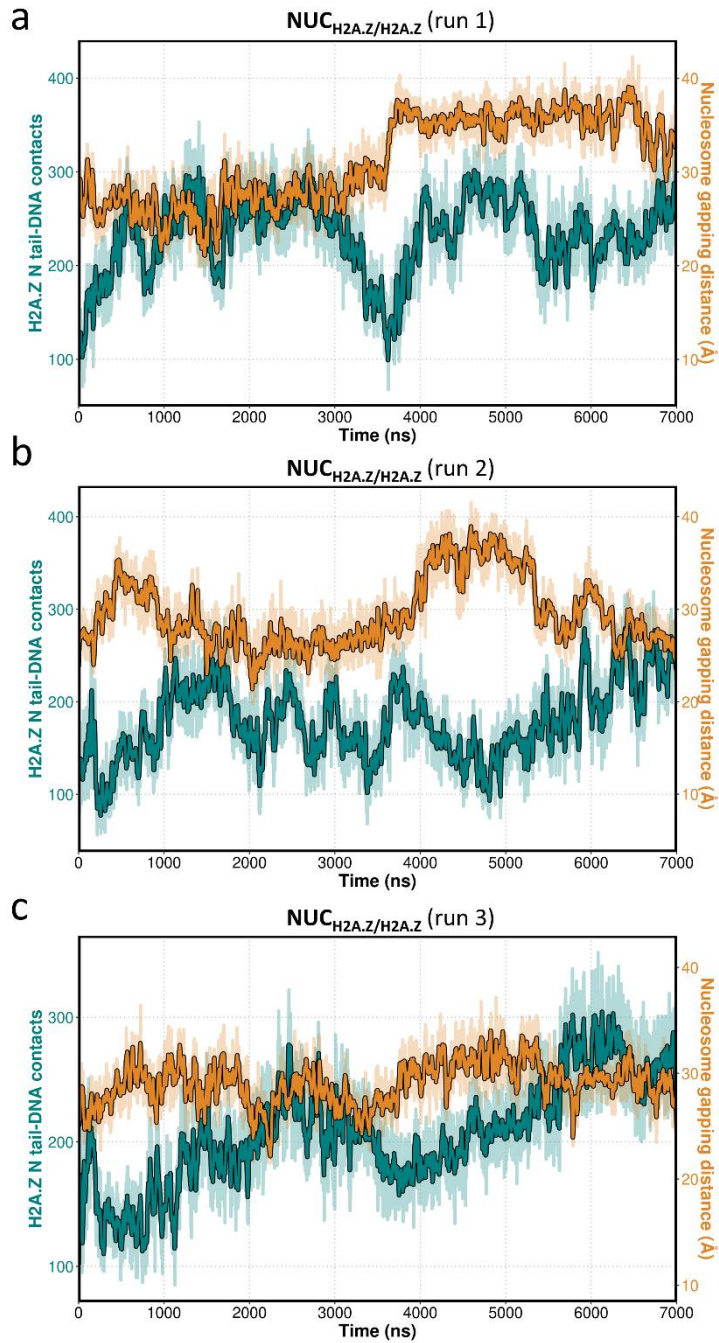 a
NUC_H2A.Z/H2A.Z (run 1)
H2A.Z N tail-DNA contacts
400
300
200
100
40
30
20
10
Nucleosome gapping distance (Å)
0 1000 2000 3000 4000 5000 6000 7000
Time (ns)
b
NUC_H2A.Z/H2A.Z (run 2)
H2A.Z N tail-DNA contacts
400
300
200
100
40
30
20
10
Nucleosome gapping distance (Å)
0 1000 2000 3000 4000 5000 6000 7000
Time (ns)
c
NUC_H2A.Z/H2A.Z (run 3)
H2A.Z N tail-DNA contacts
300
200
100
40
30
20
10
Nucleosome gapping distance (Å)
0 1000 2000 3000 4000 5000 6000 7000
Time (ns)